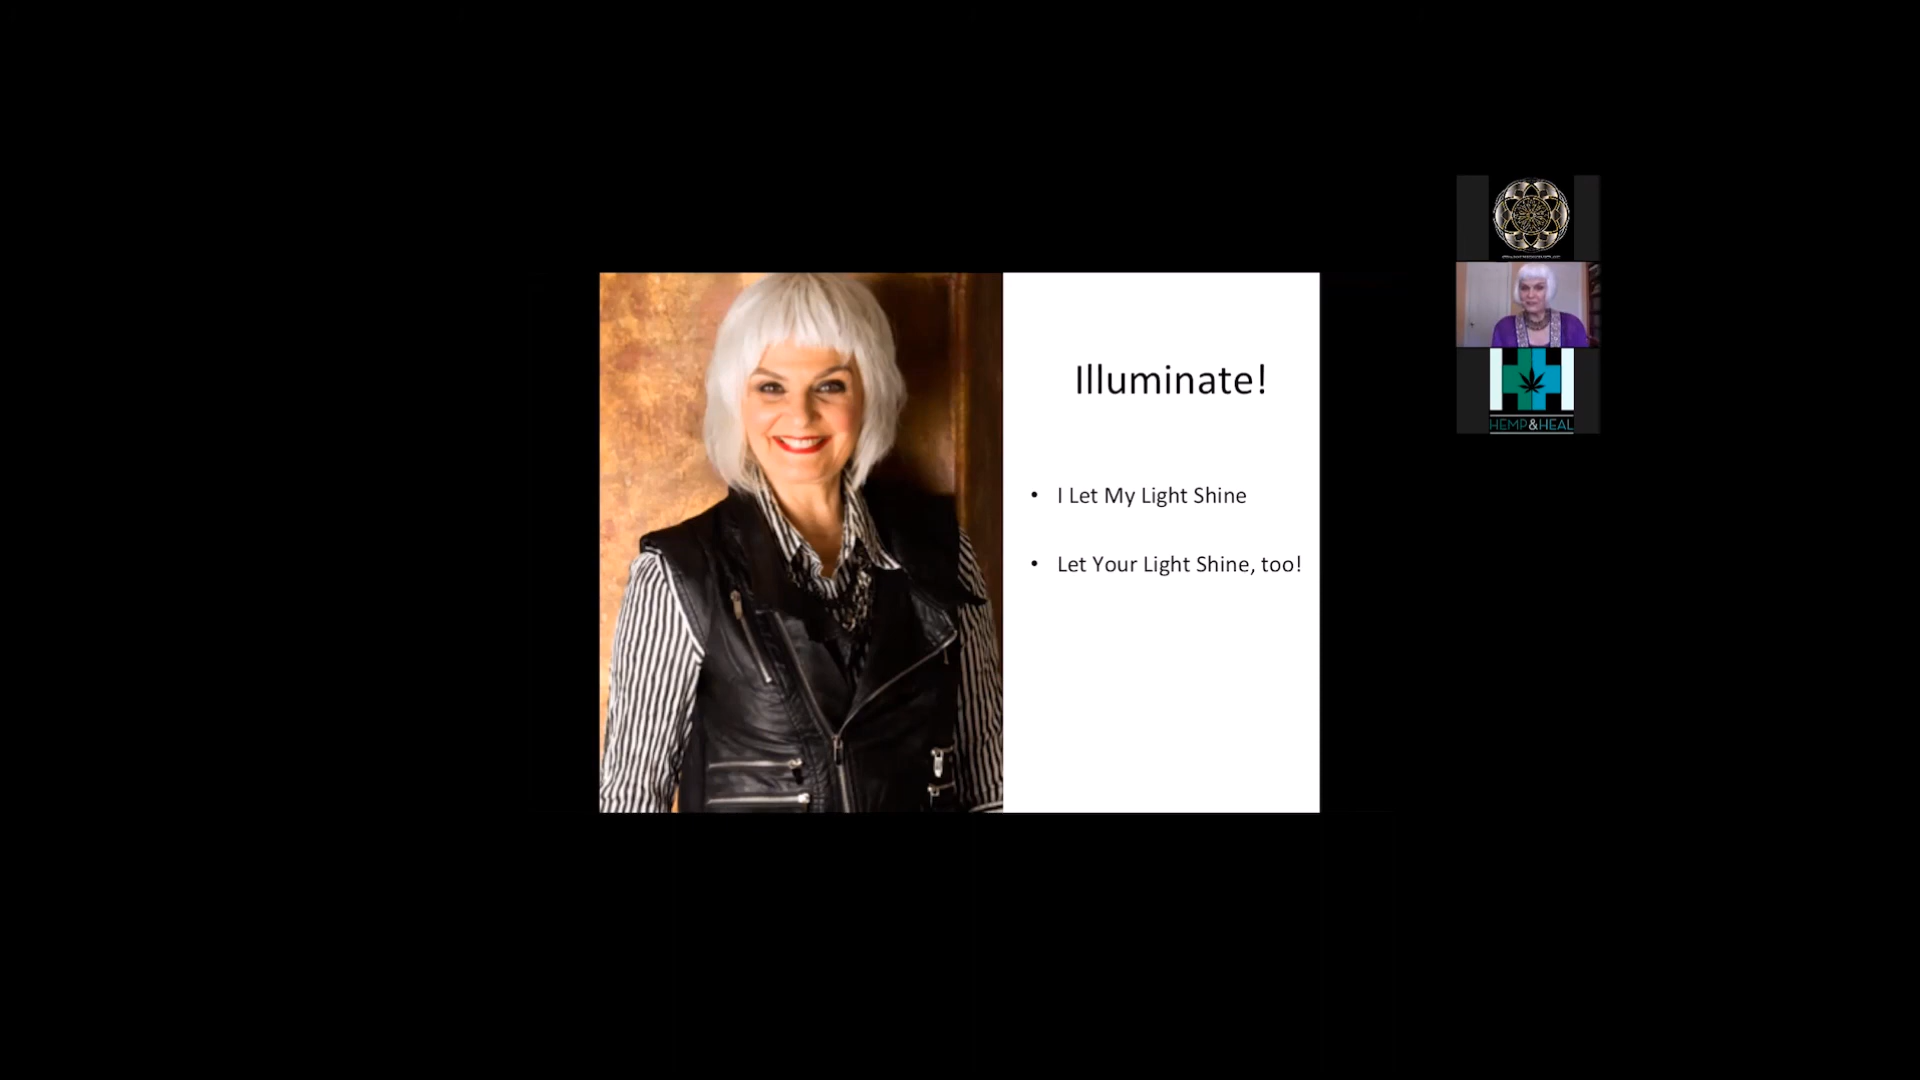 Illuminate!
• I Let My Light Shine
• Let Your Light Shine, too!
HEMP&HEAL